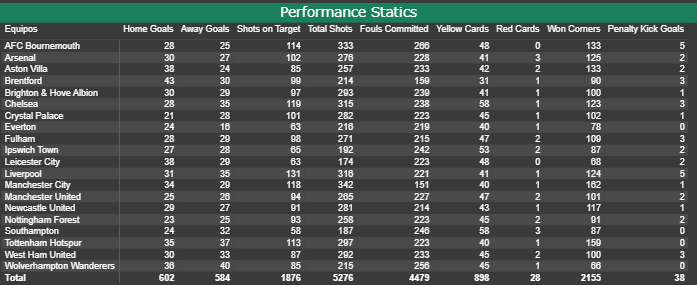 Performance Statics
Equipos Home Goals Away Goals Shots on Target Total Shots Fouls Committed Yellow Cards Red Cards Won Corners Penalty Kick Goals
AFC Bournemouth 28 25 114 333 266 48 0 133 5
Arsenal 30 27 102 276 228 41 3 125 2
Aston Villa 38 24 85 257 233 42 2 133 2
Brentford 43 30 99 214 159 31 1 90 3
Brighton & Hove Albion 30 29 97 293 239 41 1 100 1
Chelsea 28 35 119 315 238 58 1 123 3
Crystal Palace 21 28 101 282 223 45 1 102 1
Everton 24 16 63 216 219 40 1 78 0
Fulham 28 29 98 271 215 47 2 109 3
Ipswich Town 27 28 65 192 242 53 2 87 2
Leicester City 38 29 63 174 223 48 0 68 2
Liverpool 31 35 131 316 221 41 1 124 5
Manchester City 34 29 118 342 151 40 1 162 1
Manchester United 25 26 94 265 227 47 2 101 2
Newcastle United 29 27 91 281 214 43 1 117 1
Nottingham Forest 23 25 93 258 223 45 2 91 2
Southampton 24 32 58 187 246 58 3 87 0
Tottenham Hotspur 35 37 113 297 223 40 1 159 0
West Ham United 30 33 87 292 233 45 2 100 3
Wolverhampton Wanderers 36 40 85 215 256 45 1 66 0
Total 602 584 1876 5276 4479 898 28 2155 38